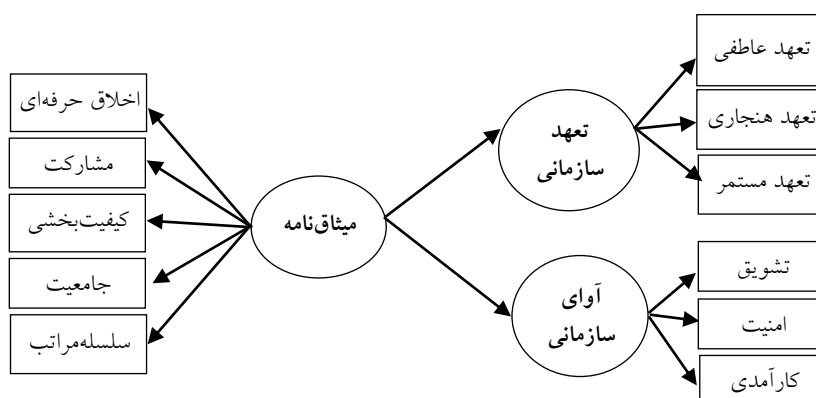 تعهد عاطفی
تعهد هنجاری
تعهد مستمر
تعهد
سازمانی
اخلاق حرفه‌ای
مشارکت
کیفیت‌بخشی
جامعیت
سلسله‌مراتب
میثاق‌نامه
آوای
سازمانی
تشویق
امنیت
کارآمدی